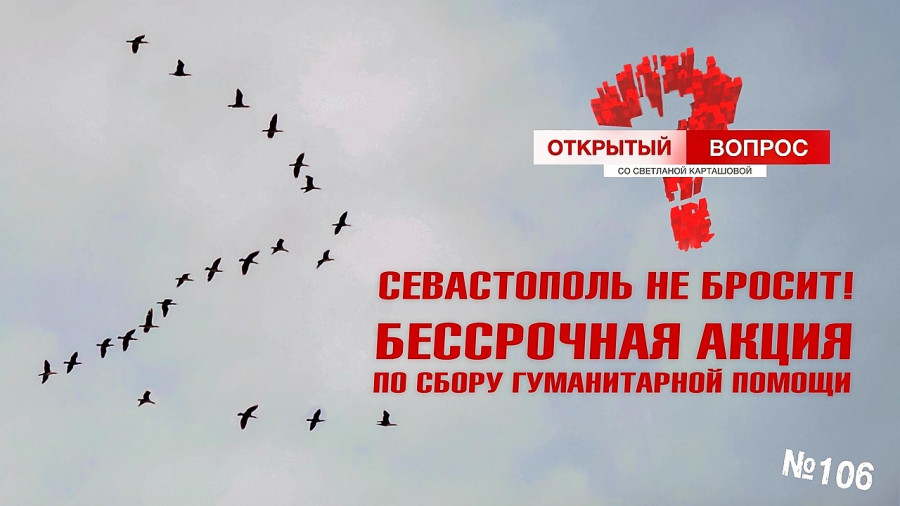 ОТКРЫТЫЙ ВОПРОС
СО СВЕТЛАНОЙ КАРТАШОВОЙ
СЕВАСТОПОЛЬ НЕ БРОСИТ!
БЕССРОЧНАЯ АКЦИЯ
ПО СБОРУ ГУМАНИТАРНОЙ ПОМОЩИ
№106